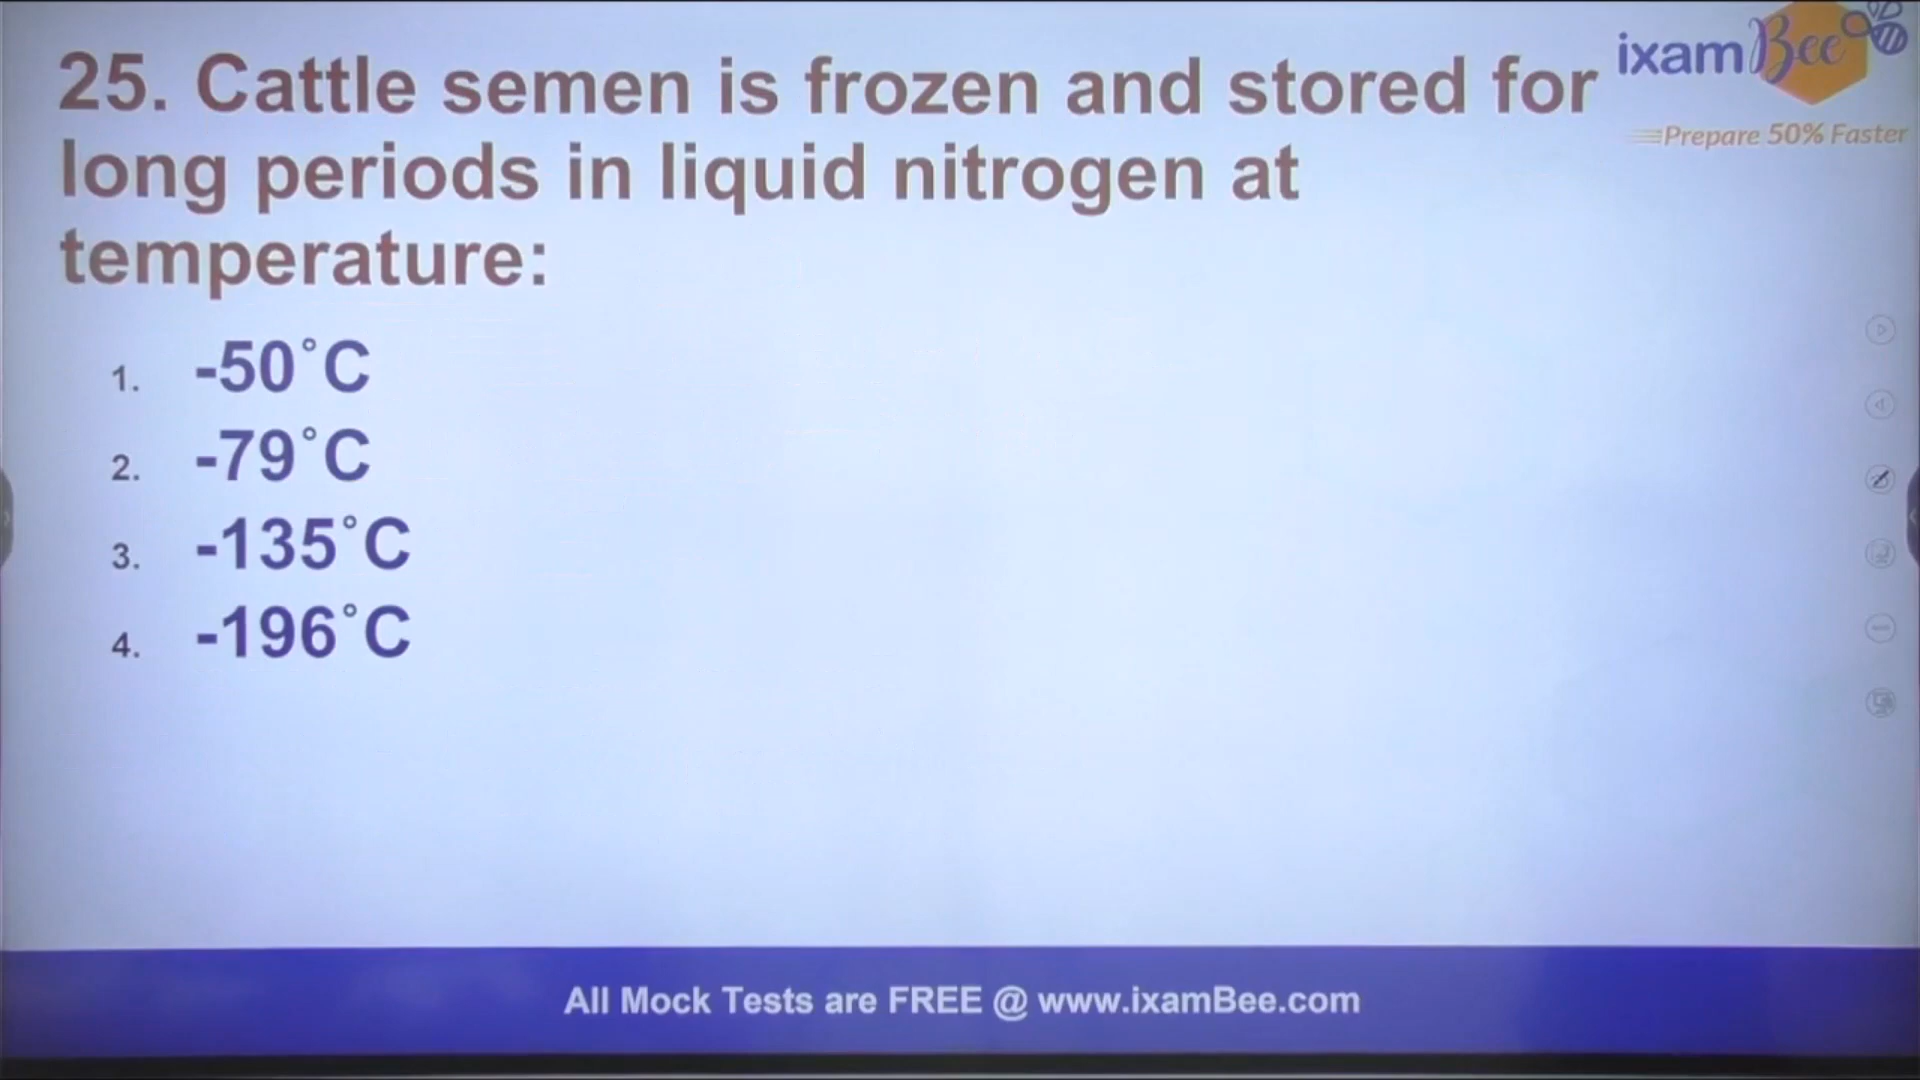 25. Cattle semen is frozen and stored for
long periods in liquid nitrogen at
temperature:
1. -50°C
2. -79°C
3. -135°C
4. -196°C
ixamBee
Prepare 50% Faster
All Mock Tests are FREE @ www.ixamBee.com